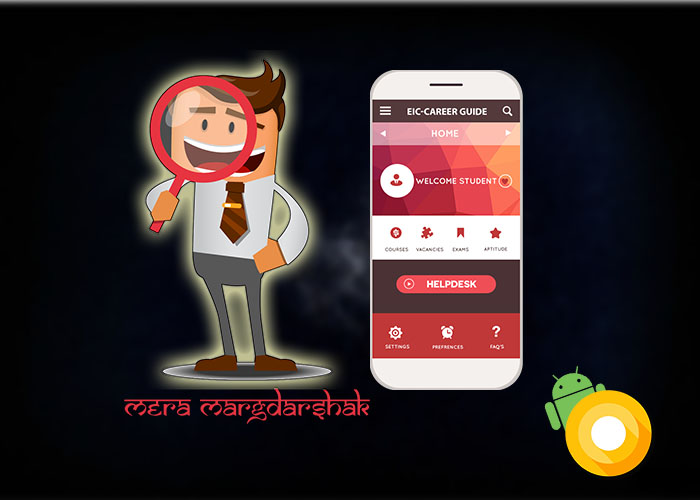 EIC-CAREER GUIDE
HOME
WELCOME STUDENT
COURSES VACANCIES EXAMS APTITUDE
HELPDESK
SETTINGS PREFRENCES FAQ'S
?
mera margdarshak